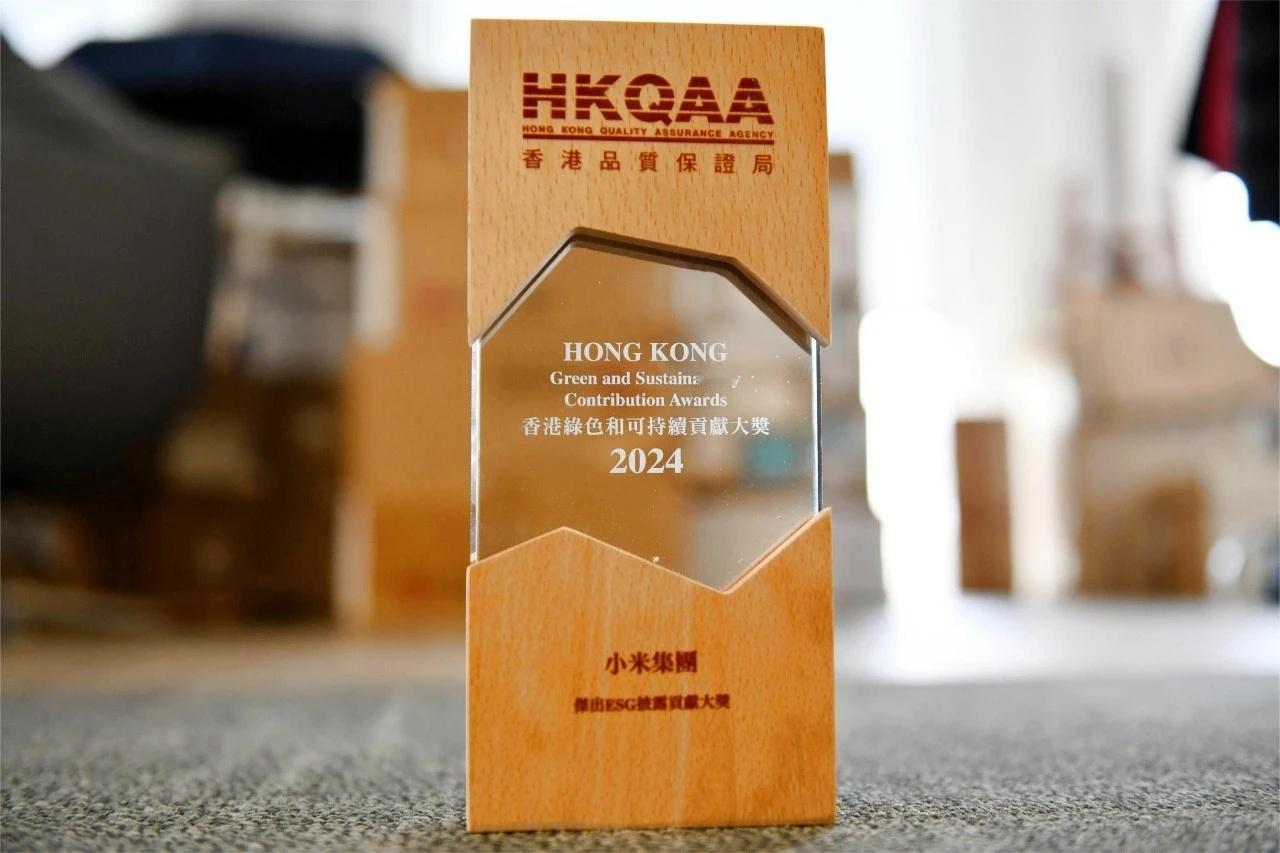 HKQAA
HONG KONG QUALITY ASSURANCE AGENCY
香港品質保證局
HONG KONG
Green and
Contribution Awards
香港綠色和可持續貢獻大獎
2024
小米集團
傑出ESG披露貢獻大獎